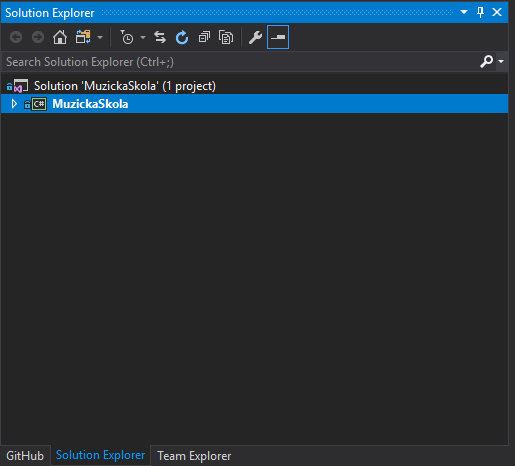 Solution Explorer
Search Solution Explorer (Ctrl+;)
Solution 'MuzickaSkola' (1 project)
C# MuzickaSkola
GitHub Solution Explorer Team Explorer